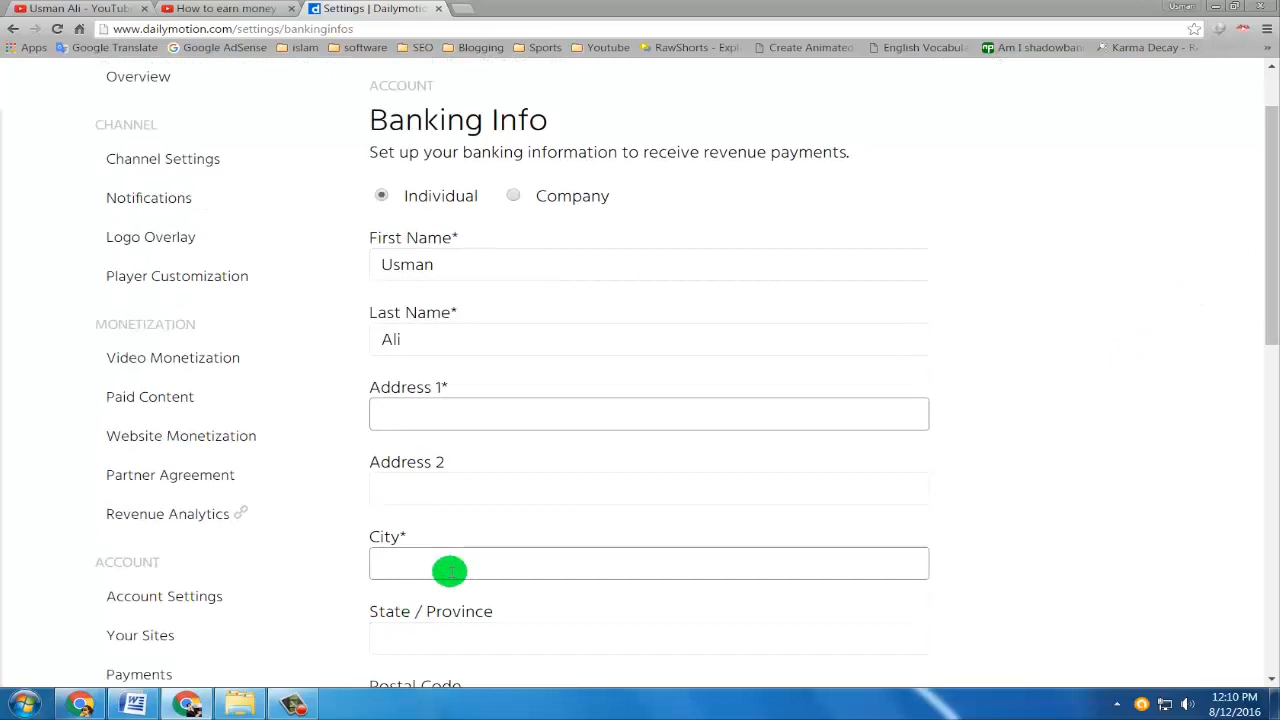 Usman Ali - YouTub
How to earn money
Settings | Dailymotion
Usman
www.dailymotion.com/settings/bankinginfos
Apps
Google Translate
Google AdSense
islam
software
SEO
Blogging
Sports
Youtube
RawShorts - Expl
Create Animated
English Vocabula
Am I shadowban
Karma Decay - R
Overview
CHANNEL
Channel Settings
Notifications
Logo Overlay
Player Customization
MONETIZATION
Video Monetization
Paid Content
Website Monetization
Partner Agreement
Revenue Analytics
ACCOUNT
Account Settings
Your Sites
Payments
ACCOUNT
Banking Info
Set up your banking information to receive revenue payments.
Individual
Company
First Name*
Usman
Last Name*
Ali
Address 1*
Address 2
City*
State / Province
Postal Code
12:10 PM
8/12/2016